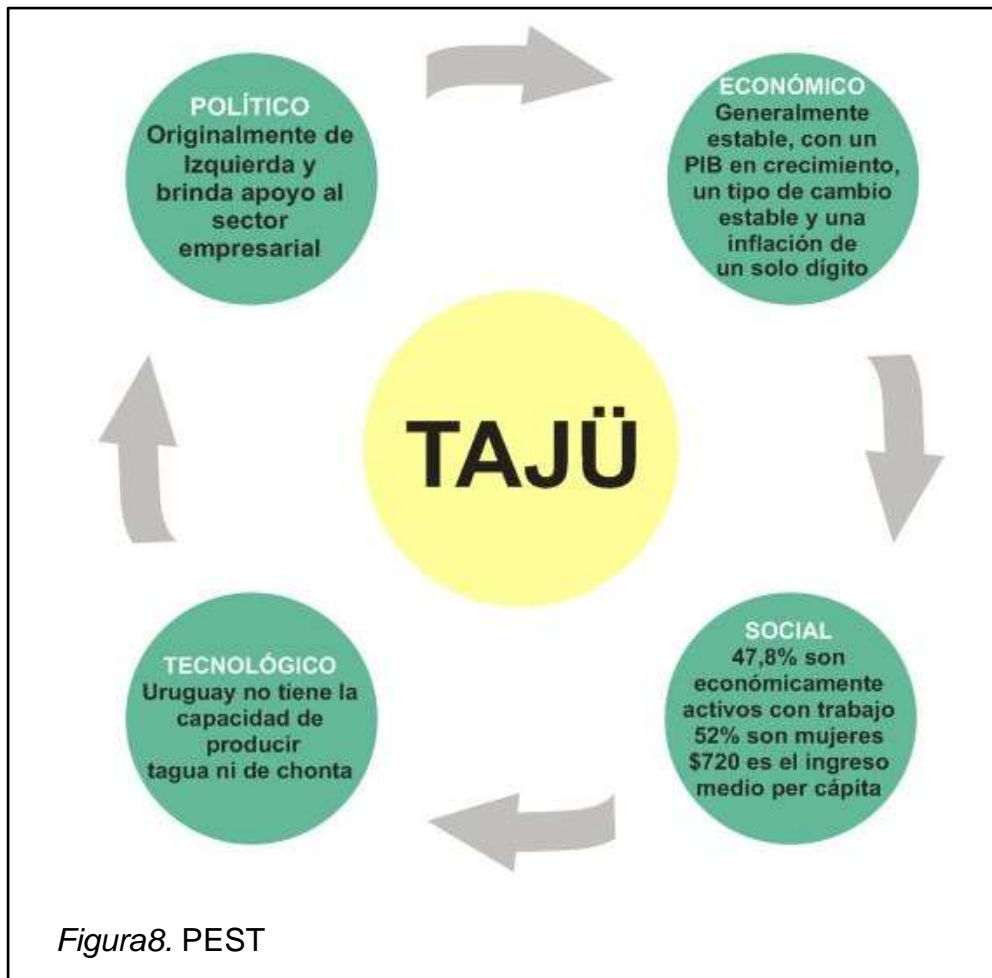 POLÍTICO
Originalmente de
Izquierda y
brinda apoyo al
sector
empresarial
ECONÓMICO
Generalmente
estable, con un
PIB en crecimiento,
un tipo de cambio
estable y una
inflación de
un solo dígito
TAJÜ
TECNOLÓGICO
Uruguay no tiene la
capacidad de
producir
tagua ni de chonta
SOCIAL
47,8% son
económicamente
activos con trabajo
52% son mujeres
$720 es el ingreso
medio per cápita
Figura8. PEST